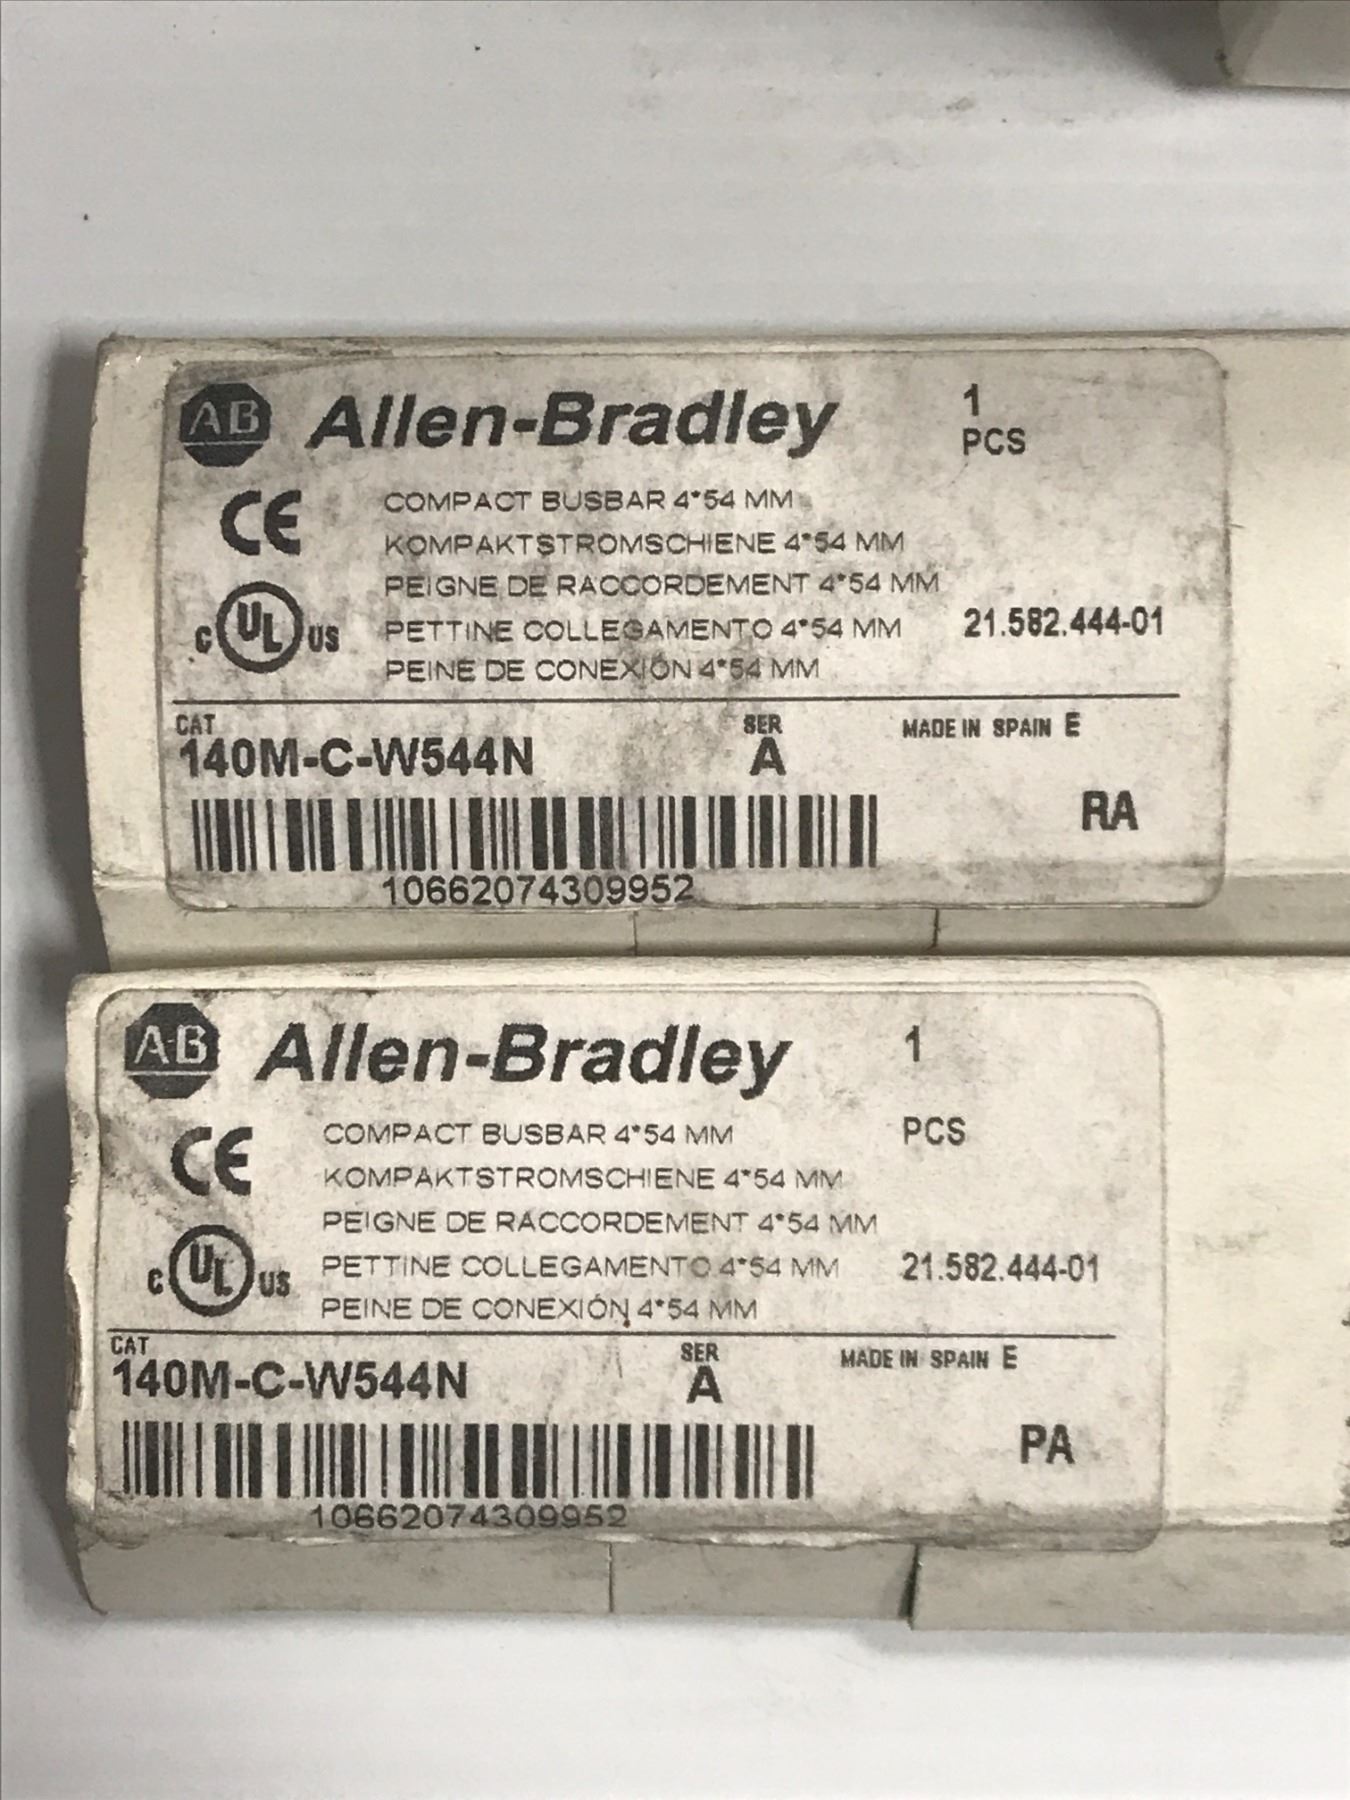 AB Allen-Bradley 1
PCS
CE COMPACT BUSBAR 4*54 MM
KOMPAKTSTROMSCHIENE 4*54 MM
PEIGNE DE RACCORDEMENT 4*54 MM
C UL US PETTINE COLLEGAMENTO 4*54 MM 21.582.444-01
PEINE DE CONEXIÓN 4*54 MM
CAT SER MADE IN SPAIN E
140M-C-W544N A
RA
10662074309952
A-B Allen-Bradley 1
CE COMPACT BUSBAR 4*54 MM PCS
KOMPAKTSTROMSCHIENE 4*54 MM
PEIGNE DE RACCORDEMENT 4*54 MM
C UL US PETTINE COLLEGAMENTO 4*54 MM 21.582.444-01
PEINE DE CONEXIÓN 4*54 MM
CAT SER MADE IN SPAIN E
140M-C-W544N A
PA
10662074309952